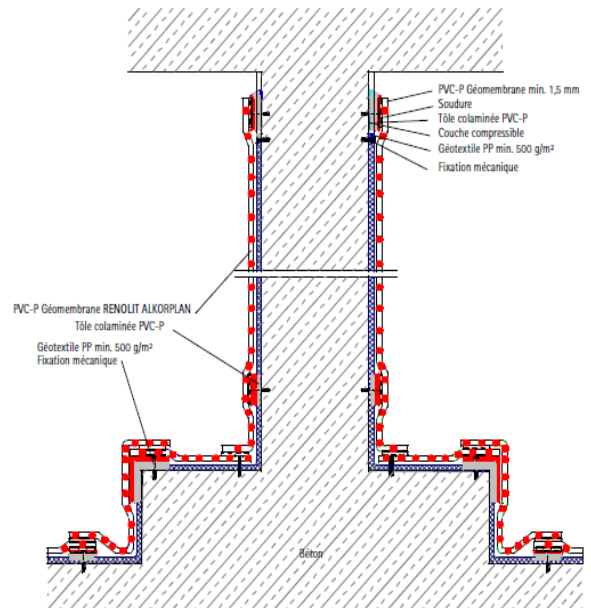 PVC-P Géomembrane min. 1,5 mm
Soudure
Tôle colaminée PVC-P
Couche compressible
Géotextile PP min. 500 g/m²
Fixation mécanique
PVC-P Géomembrane RENOLIT ALKORPLAN
Tôle colaminée PVC-P
Géotextile PP min. 500 g/m²
Fixation mécanique
Béton